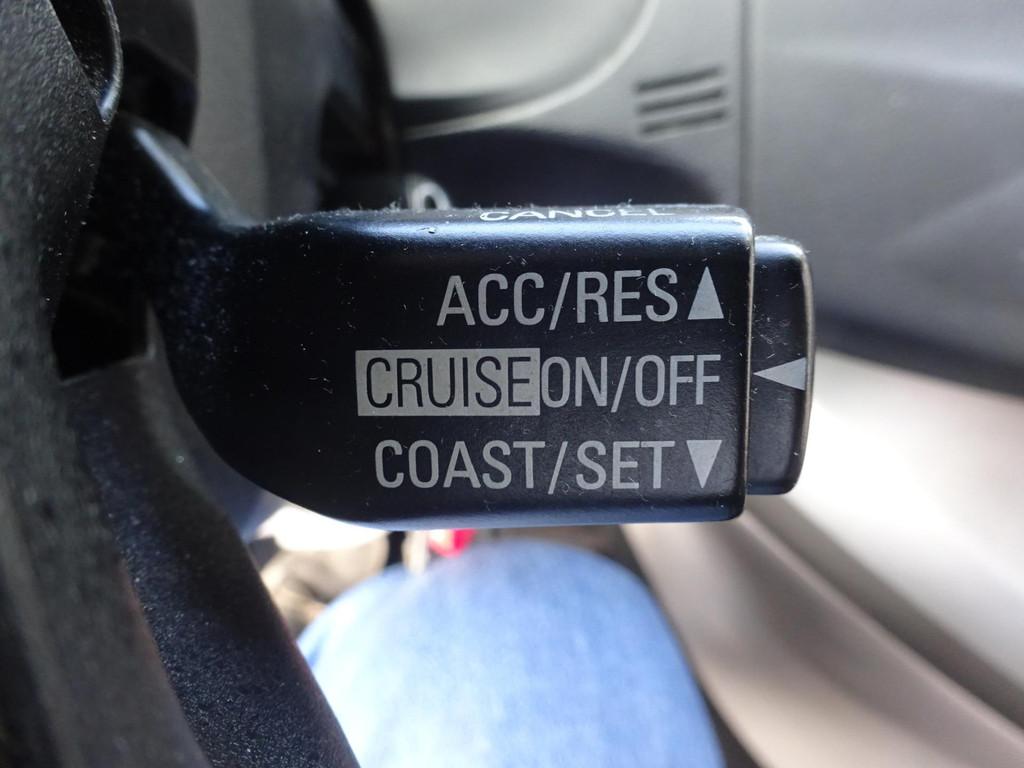 CANCEL
ACC/RES▲
CRUISE ON/OFF ◀
COAST/SET▼